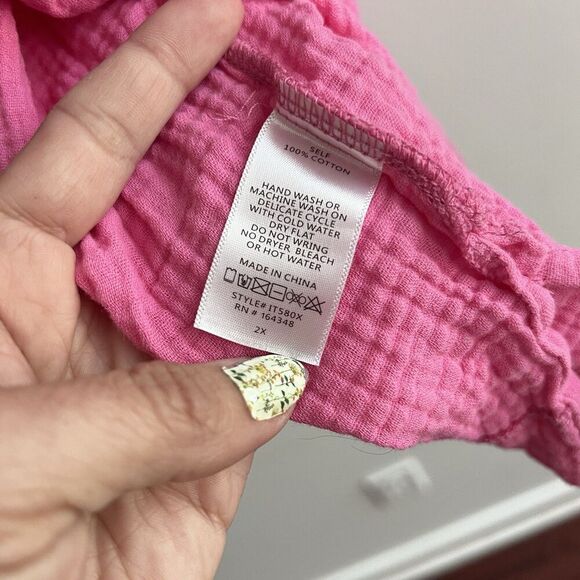 SELF
100% COTTON
HAND WASH OR
MACHINE WASH ON
DELICATE CYCLE
WITH COLD WATER
DRY FLAT
DO NOT WRING
NO DRYER, BLEACH
OR HOT WATER
MADE IN CHINA
STYLE# IT580X
RN # 164348
2X